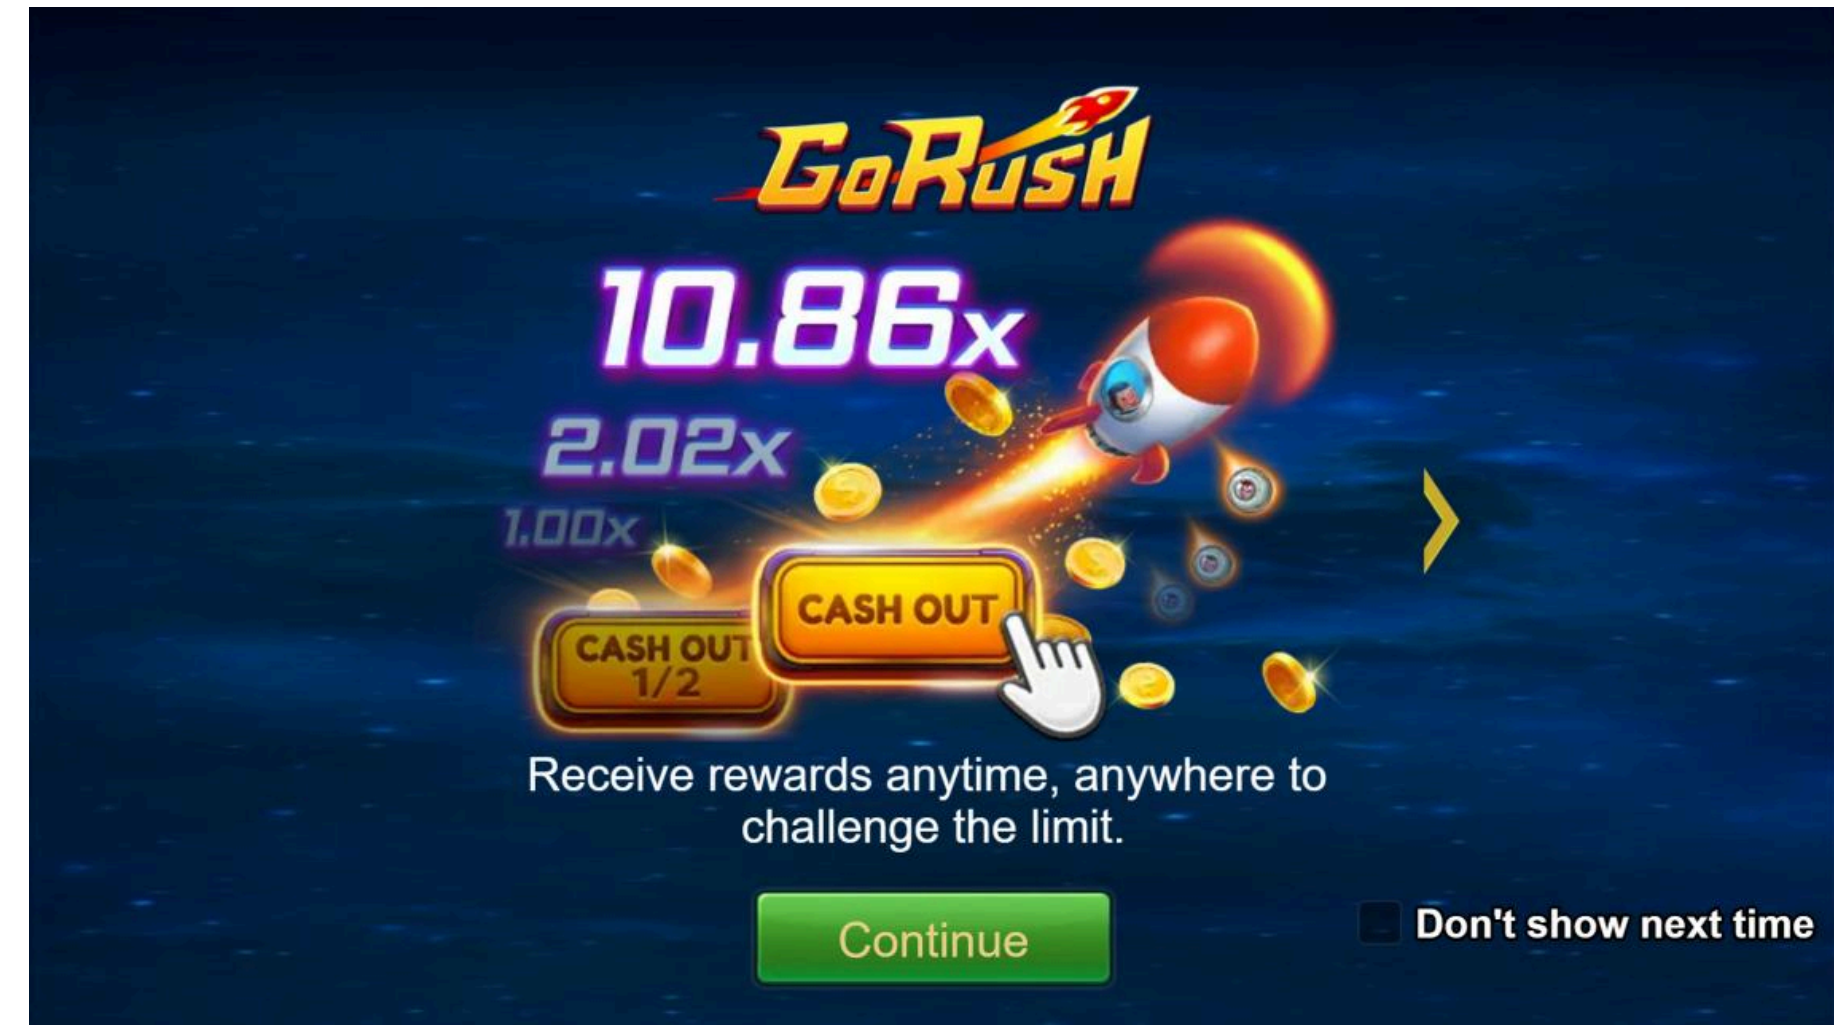 GoRush
10.86x
2.02x
1.00x
CASH OUT
CASH OUT
1/2
Receive rewards anytime, anywhere to
challenge the limit.
Continue
Don't show next time